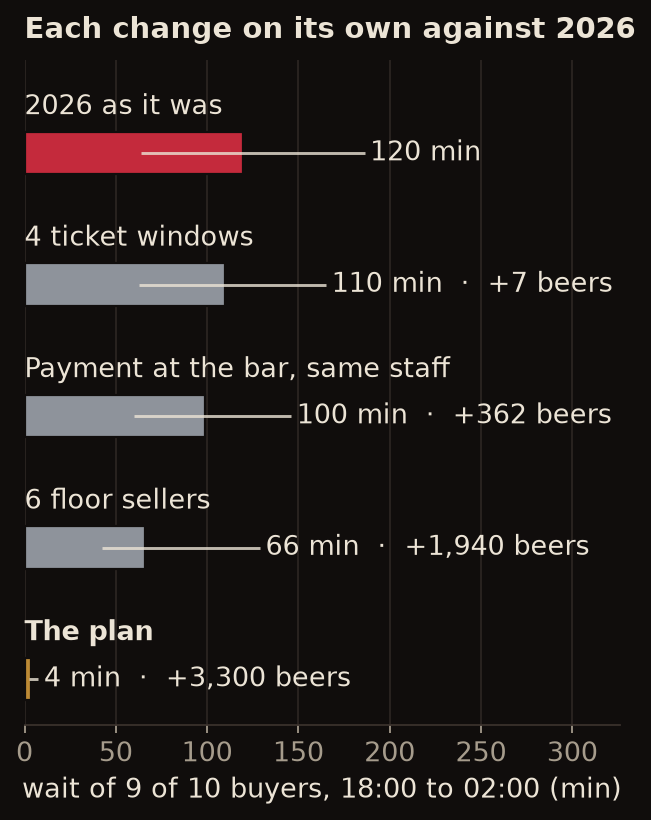 Each change on its own against 2026
2026 as it was
120 min
4 ticket windows
110 min · +7 beers
Payment at the bar, same staff
100 min · +362 beers
6 floor sellers
66 min · +1,940 beers
The plan
4 min · +3,300 beers
0 50 100 150 200 250 300
wait of 9 of 10 buyers, 18:00 to 02:00 (min)